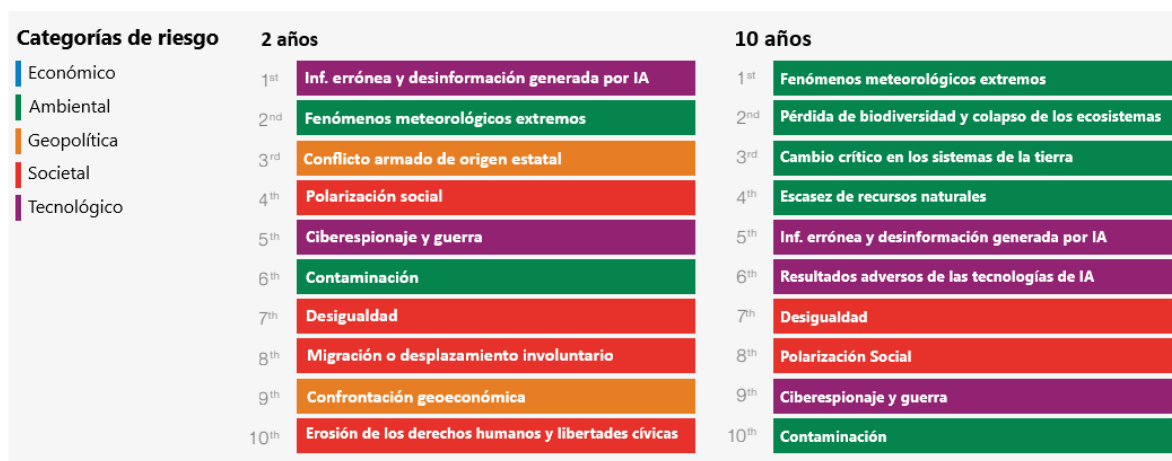 Categorías de riesgo
Económico
Ambiental
Geopolítica
Societal
Tecnológico
2 años
1st Inf. errónea y desinformación generada por IA
2nd Fenómenos meteorológicos extremos
3rd Conflicto armado de origen estatal
4th Polarización social
5th Ciberespionaje y guerra
6th Contaminación
7th Desigualdad
8th Migración o desplazamiento involuntario
9th Confrontación geoeconómica
10th Erosión de los derechos humanos y libertades cívicas
10 años
1st Fenómenos meteorológicos extremos
2nd Pérdida de biodiversidad y colapso de los ecosistemas
3rd Cambio crítico en los sistemas de la tierra
4th Escasez de recursos naturales
5th Inf. errónea y desinformación generada por IA
6th Resultados adversos de las tecnologías de IA
7th Desigualdad
8th Polarización Social
9th Ciberespionaje y guerra
10th Contaminación